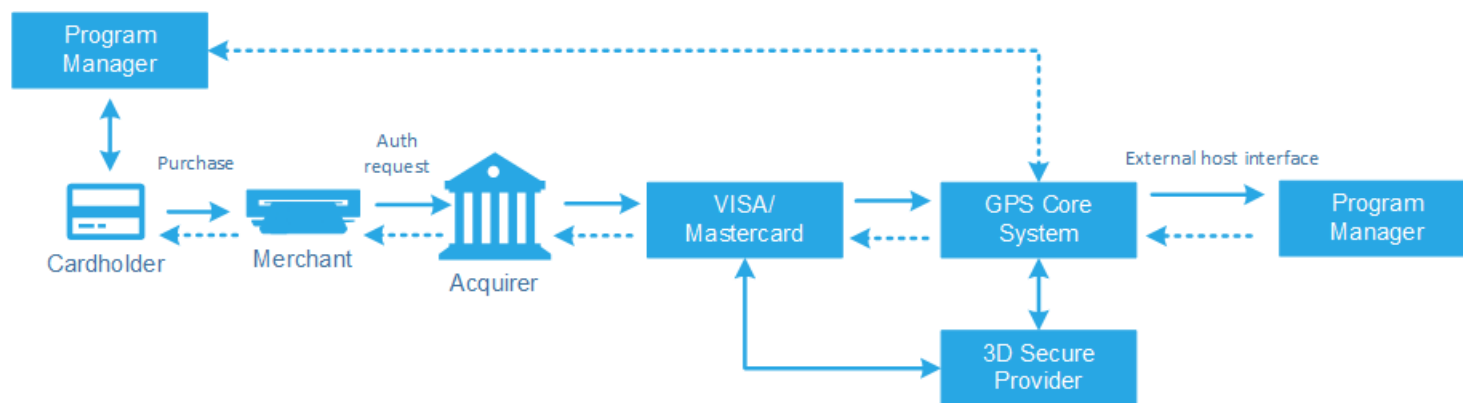 Program
Manager
Purchase
Auth
request
External host interface
VISA/
Mastercard
GPS Core
System
Program
Manager
Cardholder
Merchant
Acquirer
3D Secure
Provider